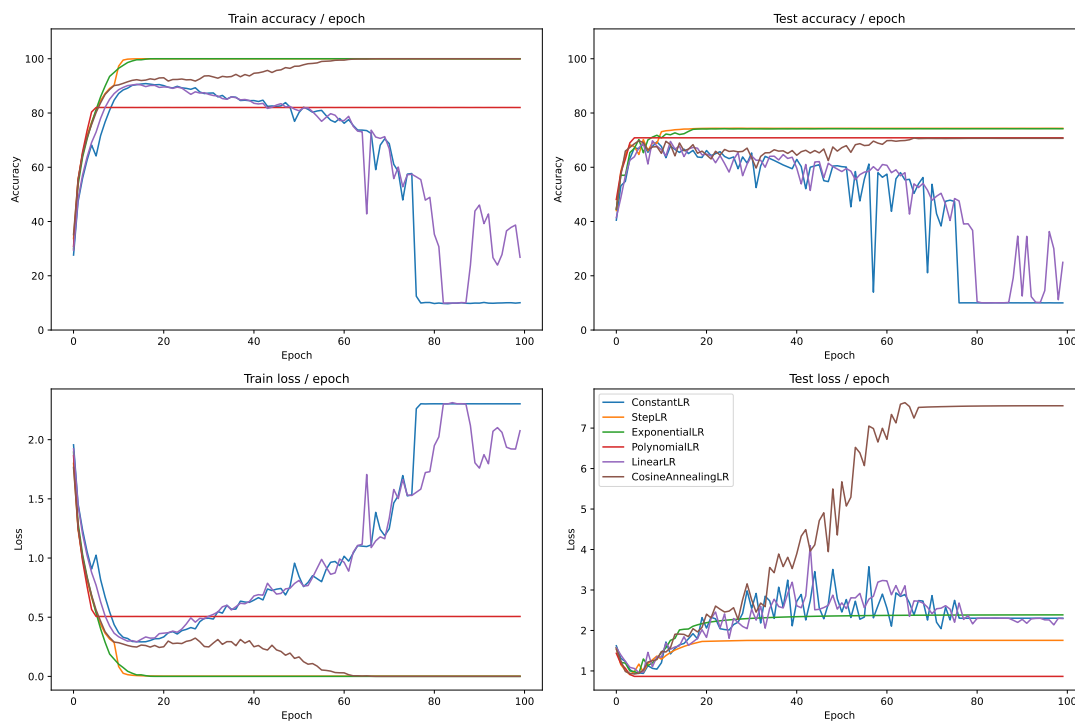 Train accuracy / epoch
Accuracy
100
80
60
40
20
0
0 20 40 60 80 100
Epoch
Test accuracy / epoch
Accuracy
100
80
60
40
20
0
0 20 40 60 80 100
Epoch
Train loss / epoch
Loss
2.0
1.5
1.0
0.5
0.0
0 20 40 60 80 100
Epoch
Test loss / epoch
Loss
7
6
5
4
3
2
1
ConstantLR
StepLR
ExponentialLR
PolynomialLR
LinearLR
CosineAnnealingLR
0 20 40 60 80 100
Epoch